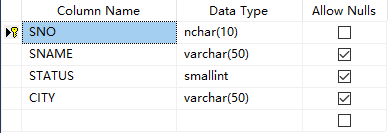 Column Name Data Type Allow Nulls
SNO nchar(10)
SNAME varchar(50)
STATUS smallint
CITY varchar(50)